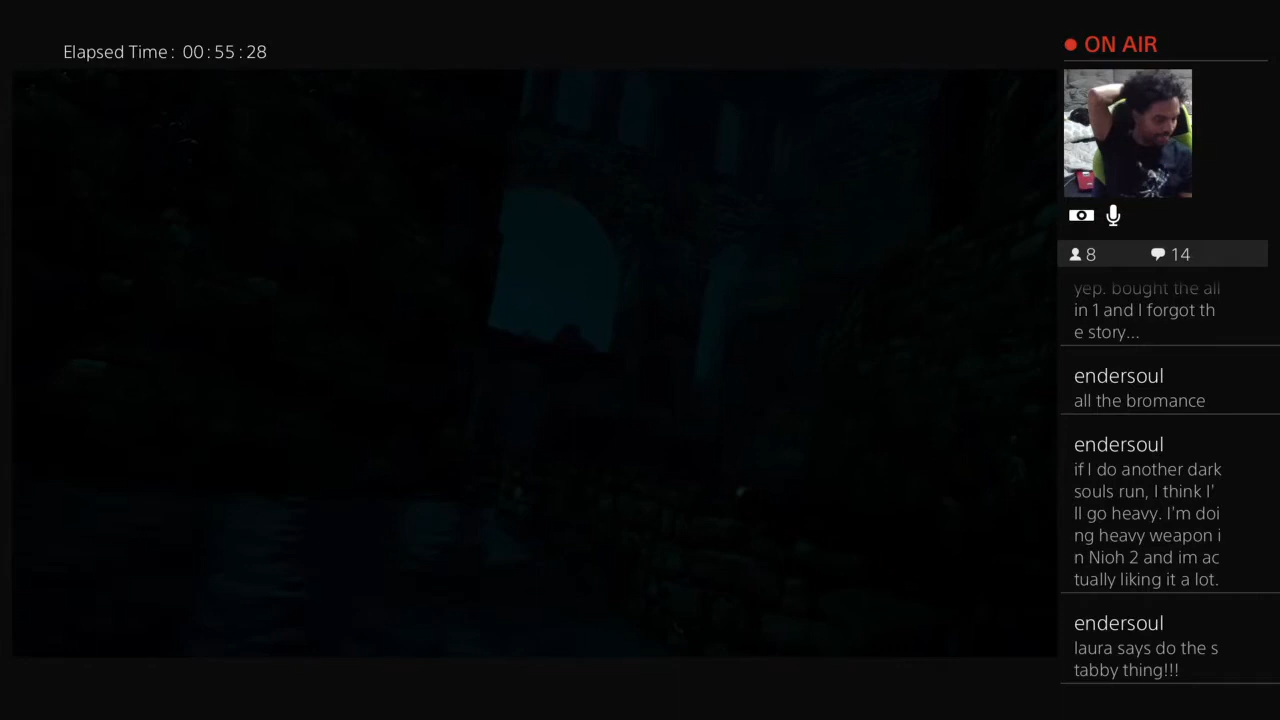 Elapsed Time: 00:55:28
ON AIR
8 14
yep. bought the all
in 1 and I forgot th
e story...
endersoul
all the bromance
endersoul
if I do another dark
souls run, I think I'
ll go heavy. I'm doi
ng heavy weapon i
n Nioh 2 and im ac
tually liking it a lot.
endersoul
laura says do the s
tabby thing!!!